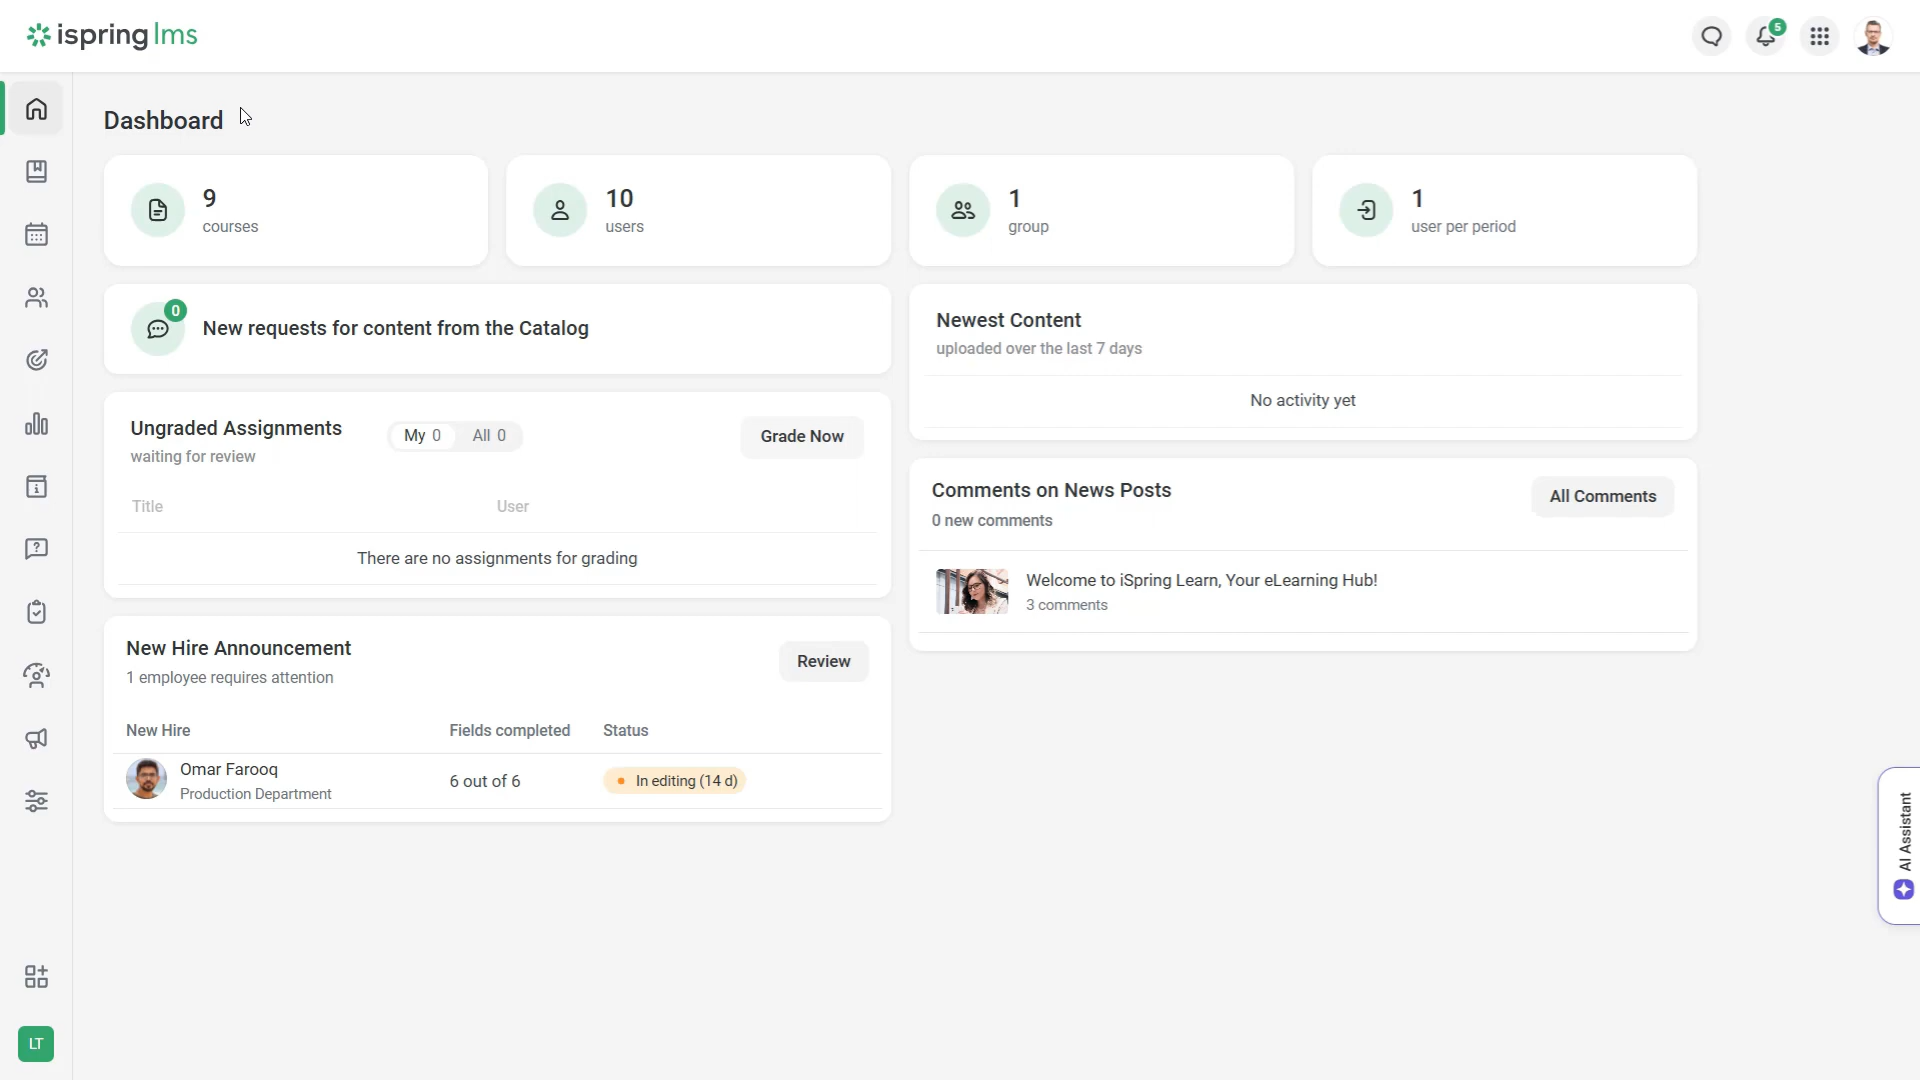 ispring lms
5
Dashboard
9
courses
10
users
1
group
1
user per period
0
New requests for content from the Catalog
Newest Content
uploaded over the last 7 days
No activity yet
Ungraded Assignments
waiting for review
My 0
All 0
Grade Now
Title
User
There are no assignments for grading
Comments on News Posts
0 new comments
All Comments
Welcome to iSpring Learn, Your eLearning Hub!
3 comments
New Hire Announcement
1 employee requires attention
Review
New Hire
Fields completed
Status
Omar Farooq
Production Department
6 out of 6
In editing (14 d)
AI Assistant
LT